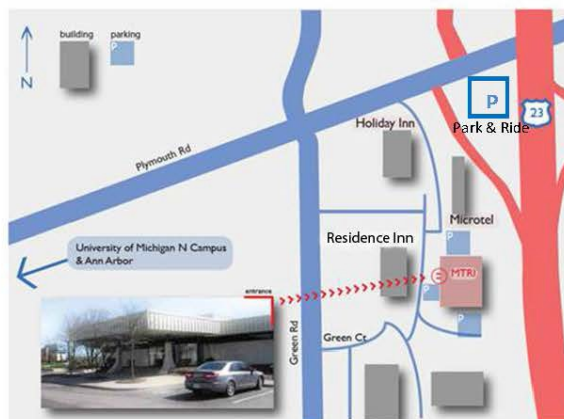 building
parking
P
N
P
23
Park & Ride
Holiday Inn
Plymouth Rd
Microtel
P
University of Michigan N Campus
& Ann Arbor
Residence Inn
MTRI
entrance
P
P
Green Rd
Green Ct